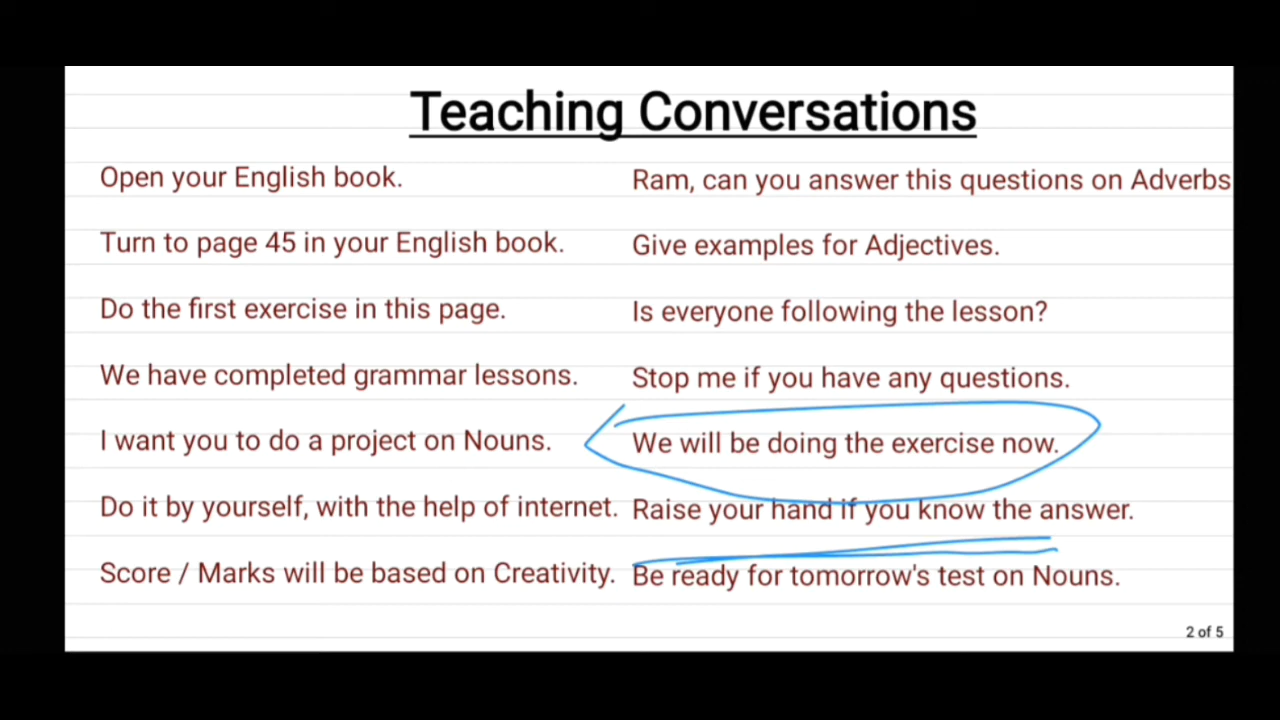 Teaching Conversations
Open your English book.
Turn to page 45 in your English book.
Do the first exercise in this page.
We have completed grammar lessons.
I want you to do a project on Nouns.
Do it by yourself, with the help of internet.
Score / Marks will be based on Creativity.
Ram, can you answer this questions on Adverbs
Give examples for Adjectives.
Is everyone following the lesson?
Stop me if you have any questions.
We will be doing the exercise now.
Raise your hand if you know the answer.
Be ready for tomorrow's test on Nouns.
2 of 5